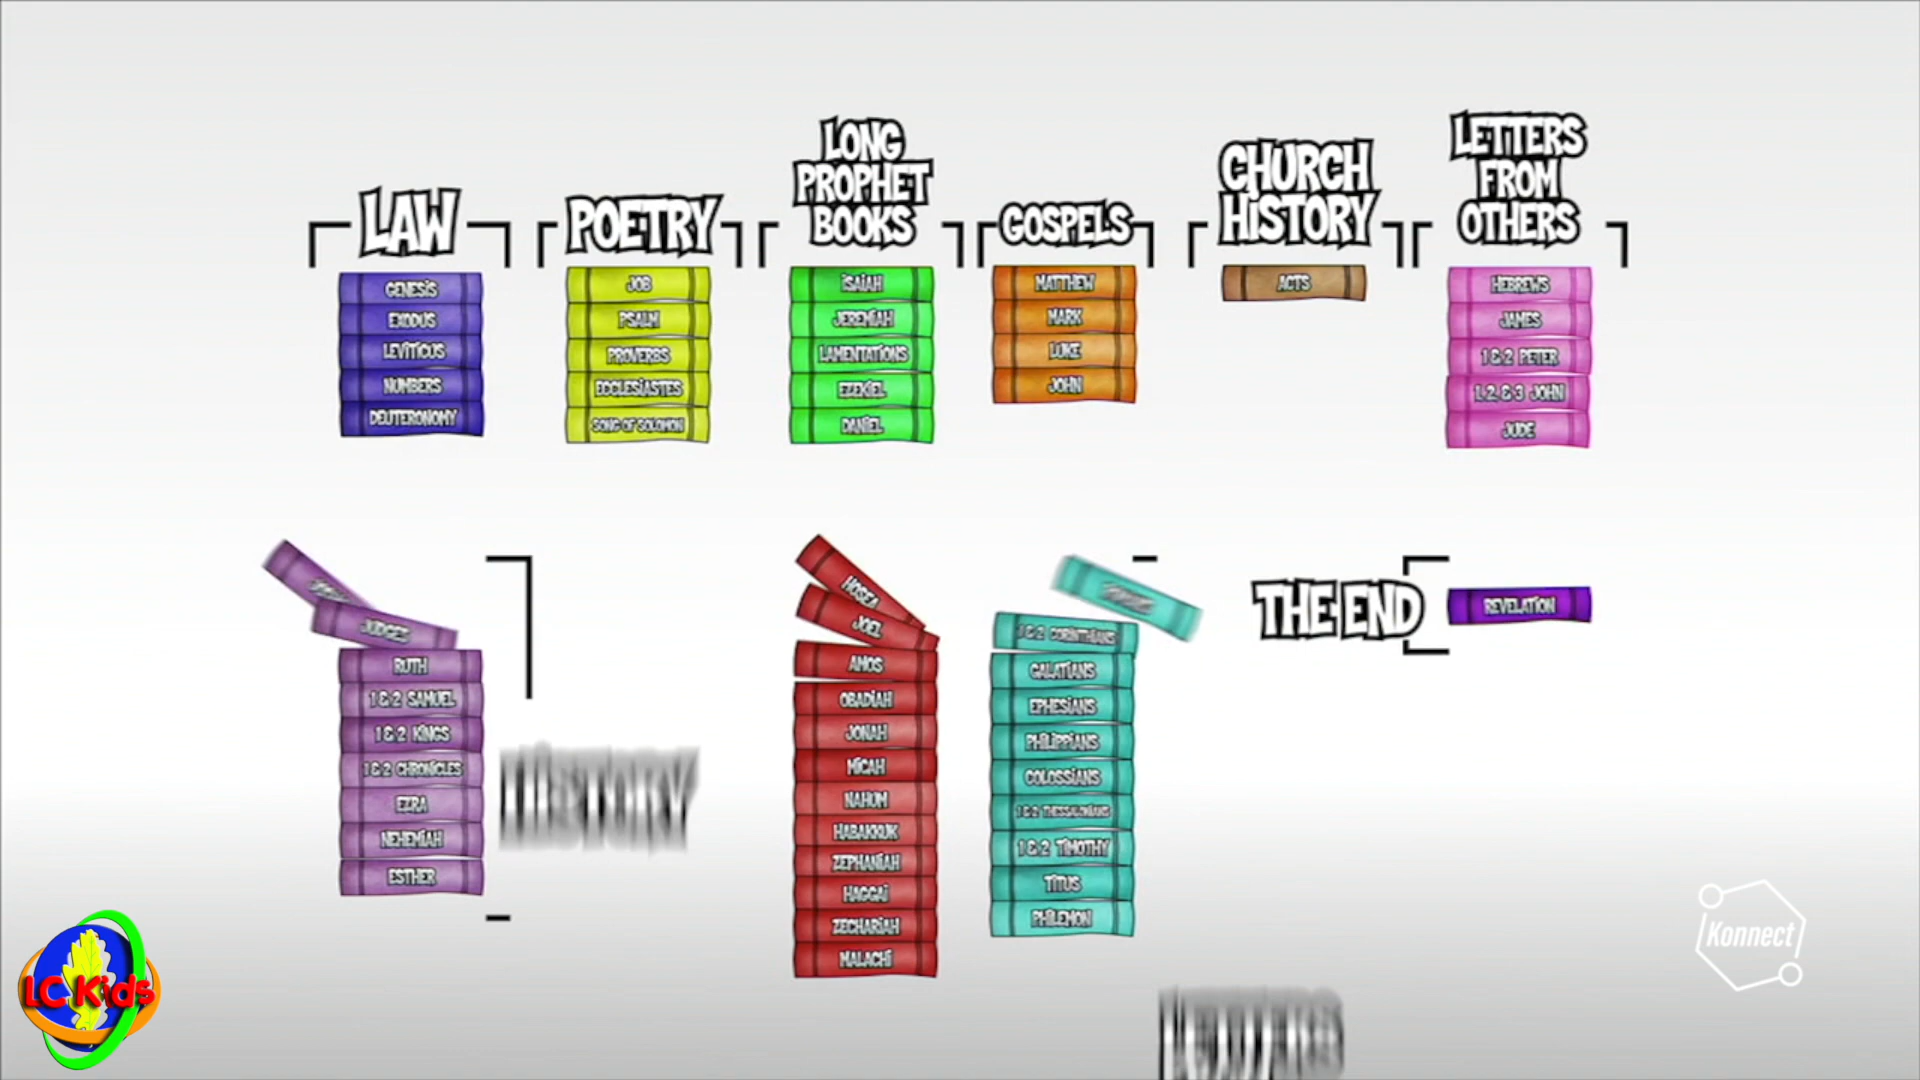 LAW
GENESIS
EXODUS
LEVITICUS
NUMBERS
DEUTERONOMY
POETRY
JOB
PSALM
PROVERBS
ECCLESIASTES
SONG OF SOLOMON
LONG
PROPHET
BOOKS
ISAIAH
JEREMIAH
LAMENTATIONS
EZEKIEL
DANIEL
GOSPELS
MATTHEW
MARK
LUKE
JOHN
CHURCH
HISTORY
ACTS
LETTERS
FROM
OTHERS
HEBREWS
JAMES
1 & 2 PETER
1, 2, & 3 JOHN
JUDE
JUDGES
RUTH
1 & 2 SAMUEL
1 & 2 KINGS
1 & 2 CHRONICLES
EZRA
NEHEMIAH
ESTHER
HISTORY
HOSEA
JOEL
AMOS
OBADIAH
JONAH
MICAH
NAHUM
HABAKKUK
ZEPHANIAH
HAGGAI
ZECHARIAH
MALACHI
1 & 2 CORINTHIANS
GALATIANS
EPHESIANS
PHILIPPIANS
COLOSSIANS
1 & 2 THESSALONIANS
1 & 2 TIMOTHY
TITUS
PHILEMON
THE END
REVELATION
LC Kids
Konnect